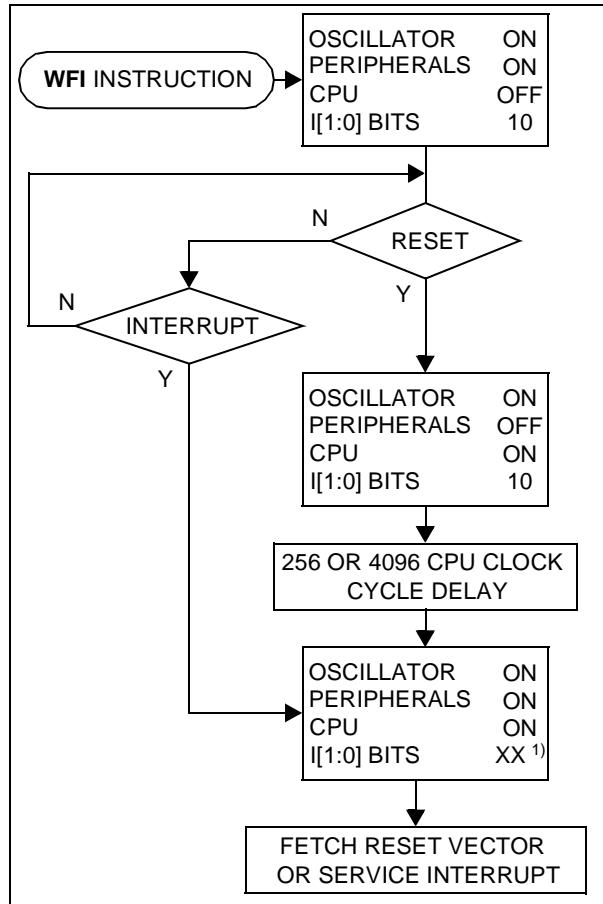 WFI INSTRUCTION
OSCILLATOR ON
PERIPHERALS ON
CPU OFF
I[1:0] BITS 10
N
RESET
Y
N
INTERRUPT
Y
OSCILLATOR ON
PERIPHERALS OFF
CPU ON
I[1:0] BITS 10
256 OR 4096 CPU CLOCK
CYCLE DELAY
OSCILLATOR ON
PERIPHERALS ON
CPU ON
I[1:0] BITS XX 1)
FETCH RESET VECTOR
OR SERVICE INTERRUPT